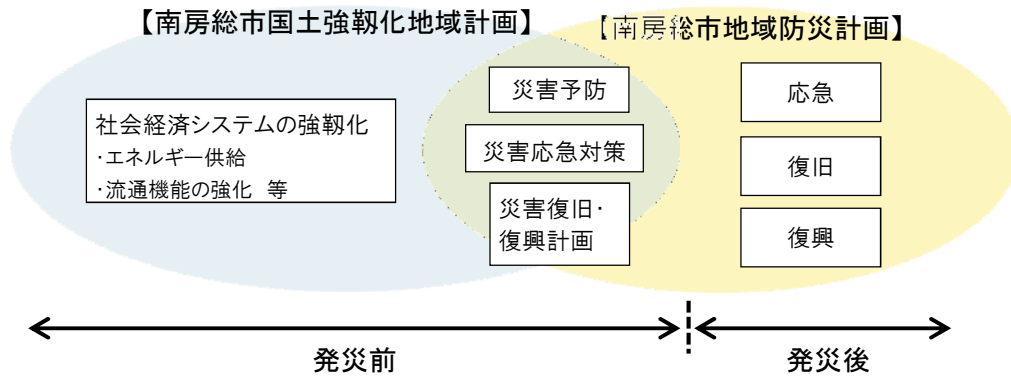 【南房総市国土強靱化地域計画】
【南房総市地域防災計画】
社会経済システムの強靱化
・エネルギー供給
・流通機能の強化 等
災害予防
災害応急対策
災害復旧・
復興計画
応急
復旧
復興
発災前
発災後